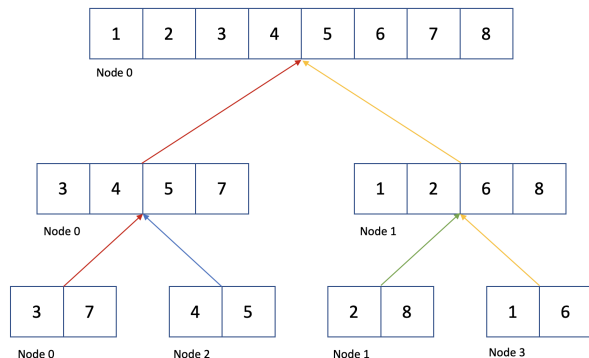 1 2 3 4 5 6 7 8
Node 0
3 4 5 7
1 2 6 8
Node 0
Node 1
3 7
4 5
2 8
1 6
Node 0
Node 2
Node 1
Node 3